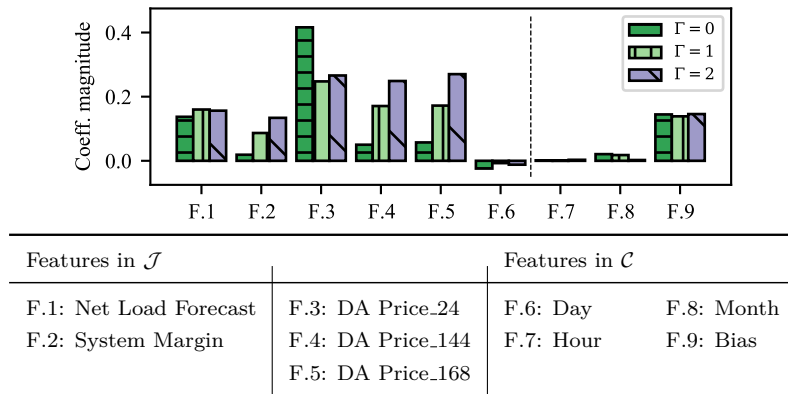 Coeff. magnitude
0.4
0.2
0.0
Γ = 0
Γ = 1
Γ = 2
F.1 F.2 F.3 F.4 F.5 F.6 F.7 F.8 F.9
Features in 𝒥 Features in 𝒞
F.1: Net Load Forecast F.3: DA Price_24 F.6: Day F.8: Month
F.2: System Margin F.4: DA Price_144 F.7: Hour F.9: Bias
F.5: DA Price_168